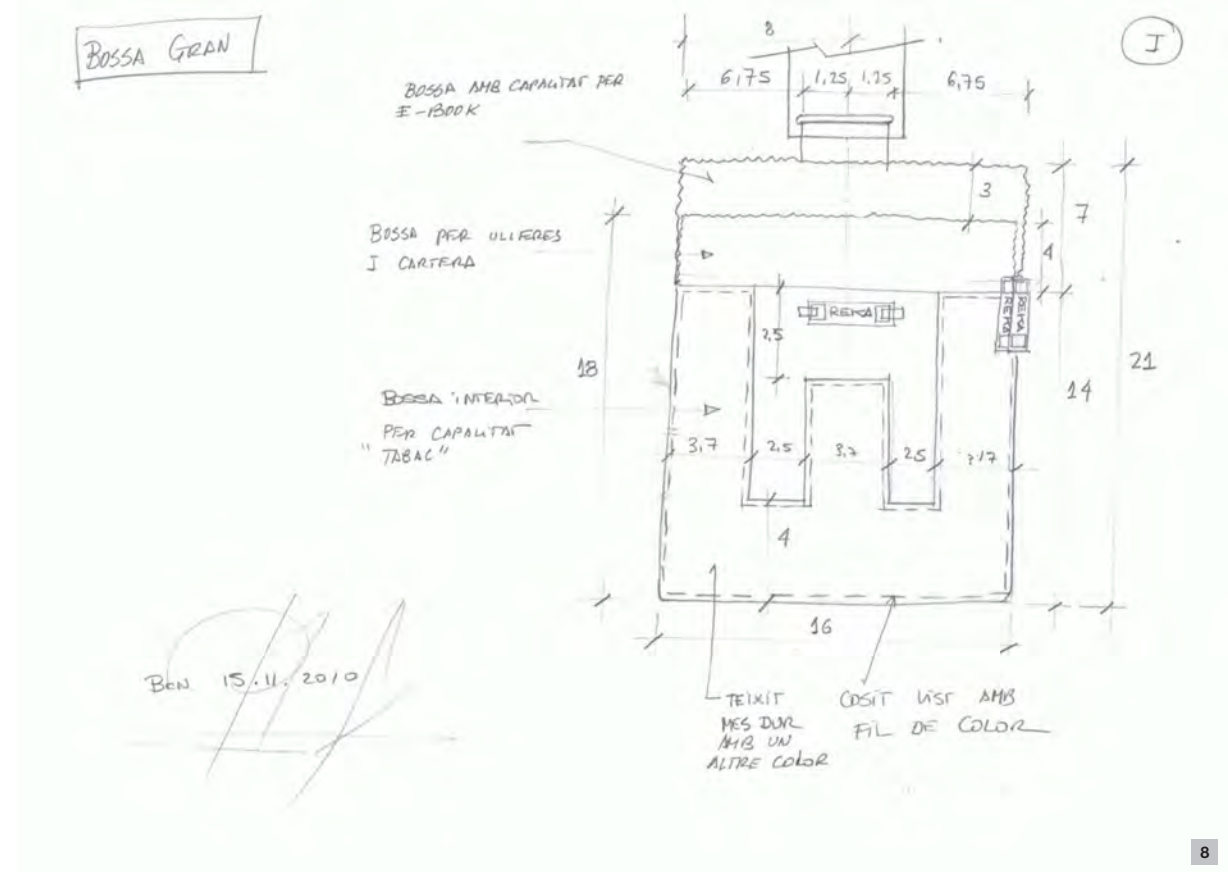 BOSSA GRAN
I
8
6,75 1,25 1,25 6,75
BOSSA AMB CAPACITAT PER
E-BOOK
3
7
BOSSA PER ULLERES
I CARTERA
4
REMA
REMA
REMA
2,5
18
21
14
BOSSA INTERIOR
PER CAPACITAT
"TABAC"
3,7 2,5 3,7 2,5
4
16
BCN 15.11.2010
TEIXIT
MES DUR
AMB UN
ALTRE COLOR
COSIT VIST AMB
FIL DE COLOR
8